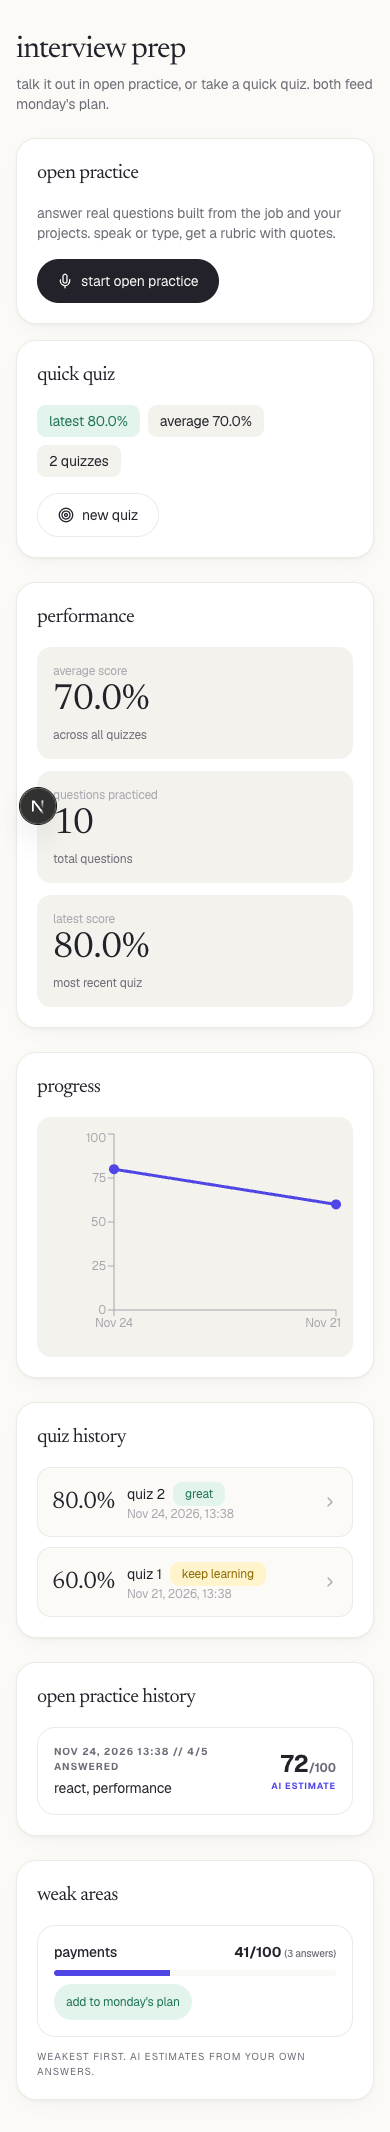 interview prep
talk it out in open practice, or take a quick quiz. both feed
monday's plan.
open practice
answer real questions built from the job and your
projects. speak or type, get a rubric with quotes.
start open practice
quick quiz
latest 80.0%
average 70.0%
2 quizzes
new quiz
performance
average score
70.0%
across all quizzes
N
questions practiced
10
total questions
latest score
80.0%
most recent quiz
progress
100
75
50
25
0
Nov 24
Nov 21
quiz history
80.0%
quiz 2
great
Nov 24, 2026, 13:38
60.0%
quiz 1
keep learning
Nov 21, 2026, 13:38
open practice history
NOV 24, 2026 13:38 // 4/5
ANSWERED
react, performance
72/100
AI ESTIMATE
weak areas
payments
41/100 (3 answers)
add to monday's plan
WEAKEST FIRST. AI ESTIMATES FROM YOUR OWN
ANSWERS.